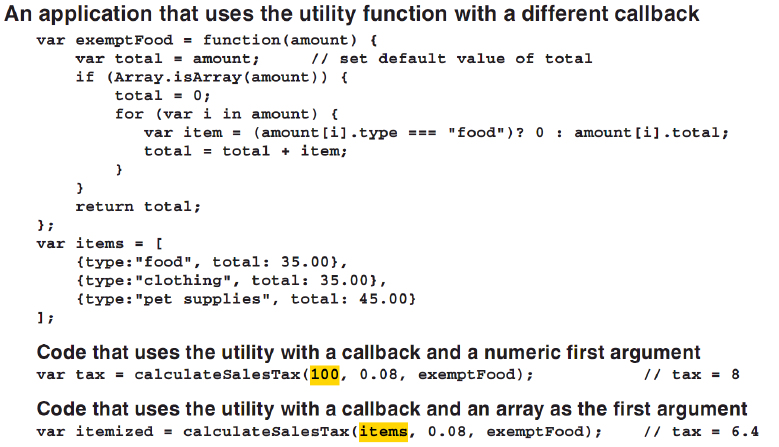 An application that uses the utility function with a different callback
var exemptFood = function(amount) {
    var total = amount;     // set default value of total
    if (Array.isArray(amount)) {
        total = 0;
        for (var i in amount) {
           var item = (amount[i].type === "food")? 0 : amount[i].total;
           total = total + item;
        }
    }
    return total;
};
var items = [
    {type:"food", total: 35.00},
    {type:"clothing", total: 35.00},
    {type:"pet supplies", total: 45.00}
];
Code that uses the utility with a callback and a numeric first argument
var tax = calculateSalesTax(100, 0.08, exemptFood);          // tax = 8
Code that uses the utility with a callback and an array as the first argument
var itemized = calculateSalesTax(items, 0.08, exemptFood);   // tax = 6.4